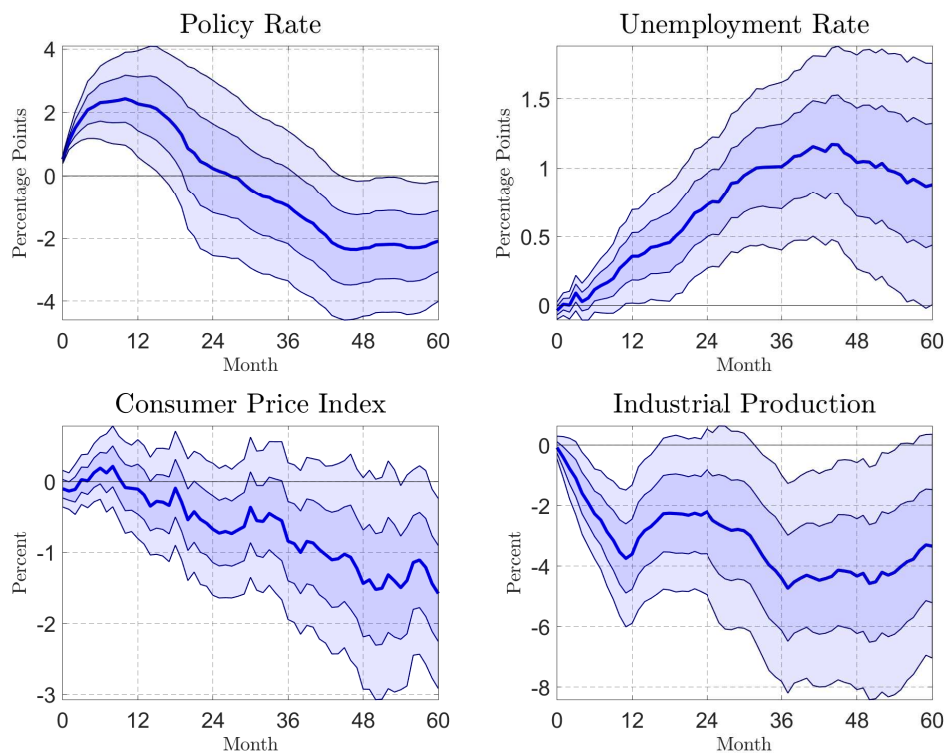 Policy Rate
Percentage Points
4
2
0
-2
-4
0 12 24 36 48 60
Month
Unemployment Rate
Percentage Points
1.5
1
0.5
0
0 12 24 36 48 60
Month
Consumer Price Index
Percent
0
-1
-2
-3
0 12 24 36 48 60
Month
Industrial Production
Percent
0
-2
-4
-6
-8
0 12 24 36 48 60
Month